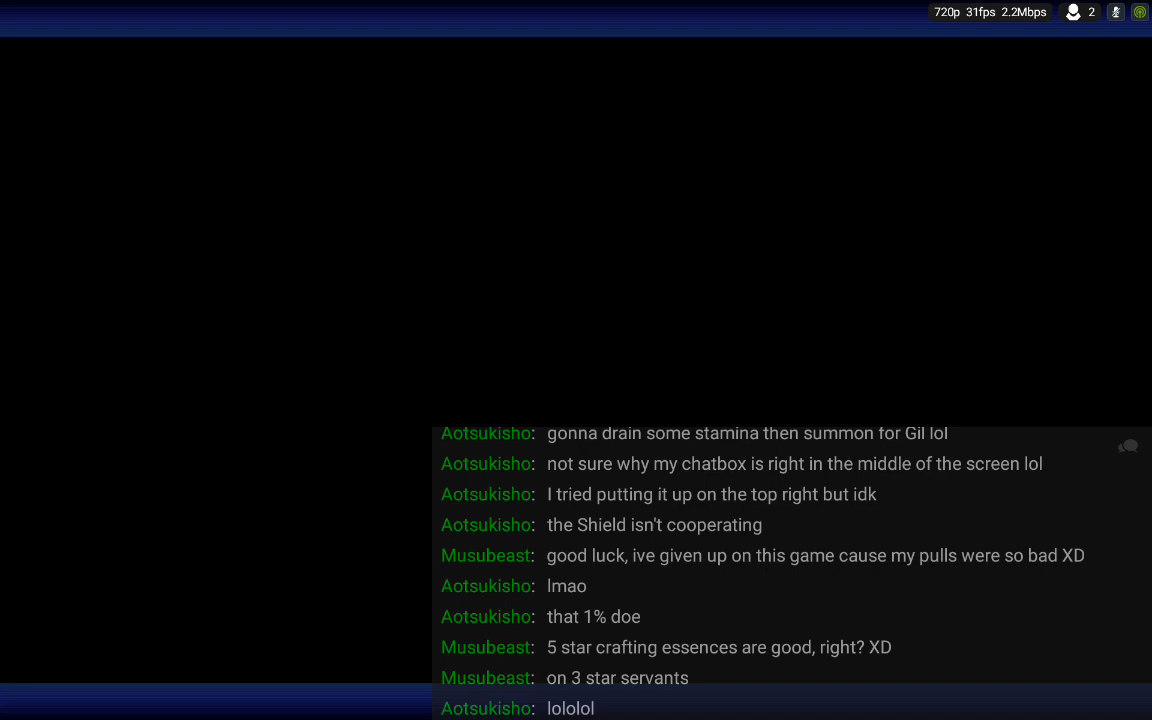 720p 31fps 2.2Mbps 2
Aotsukisho: gonna drain some stamina then summon for Gil lol
Aotsukisho: not sure why my chatbox is right in the middle of the screen lol
Aotsukisho: I tried putting it up on the top right but idk
Aotsukisho: the Shield isn't cooperating
Musubeast: good luck, ive given up on this game cause my pulls were so bad XD
Aotsukisho: lmao
Aotsukisho: that 1% doe
Musubeast: 5 star crafting essences are good, right? XD
Musubeast: on 3 star servants
Aotsukisho: lololol